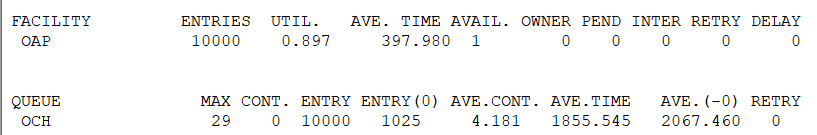 FACILITY ENTRIES UTIL. AVE. TIME AVAIL. OWNER PEND INTER RETRY DELAY
OAP 10000 0.897 397.980 1 0 0 0 0 0
QUEUE MAX CONT. ENTRY ENTRY(0) AVE.CONT. AVE.TIME AVE.(-0) RETRY
OCH 29 0 10000 1025 4.181 1855.545 2067.460 0